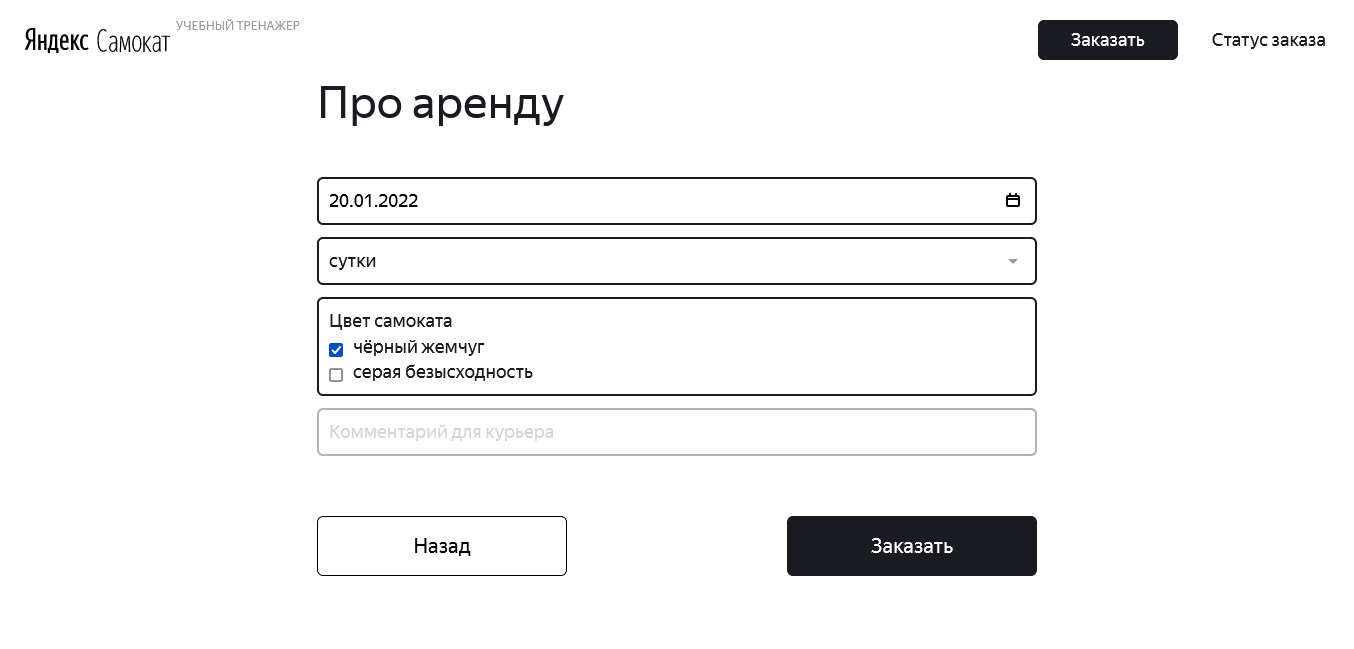 Яндекс Самокат
УЧЕБНЫЙ ТРЕНАЖЕР
Заказать
Статус заказа
Про аренду
20.01.2022
сутки
Цвет самоката
чёрный жемчуг
серая безысходность
Комментарий для курьера
Назад
Заказать